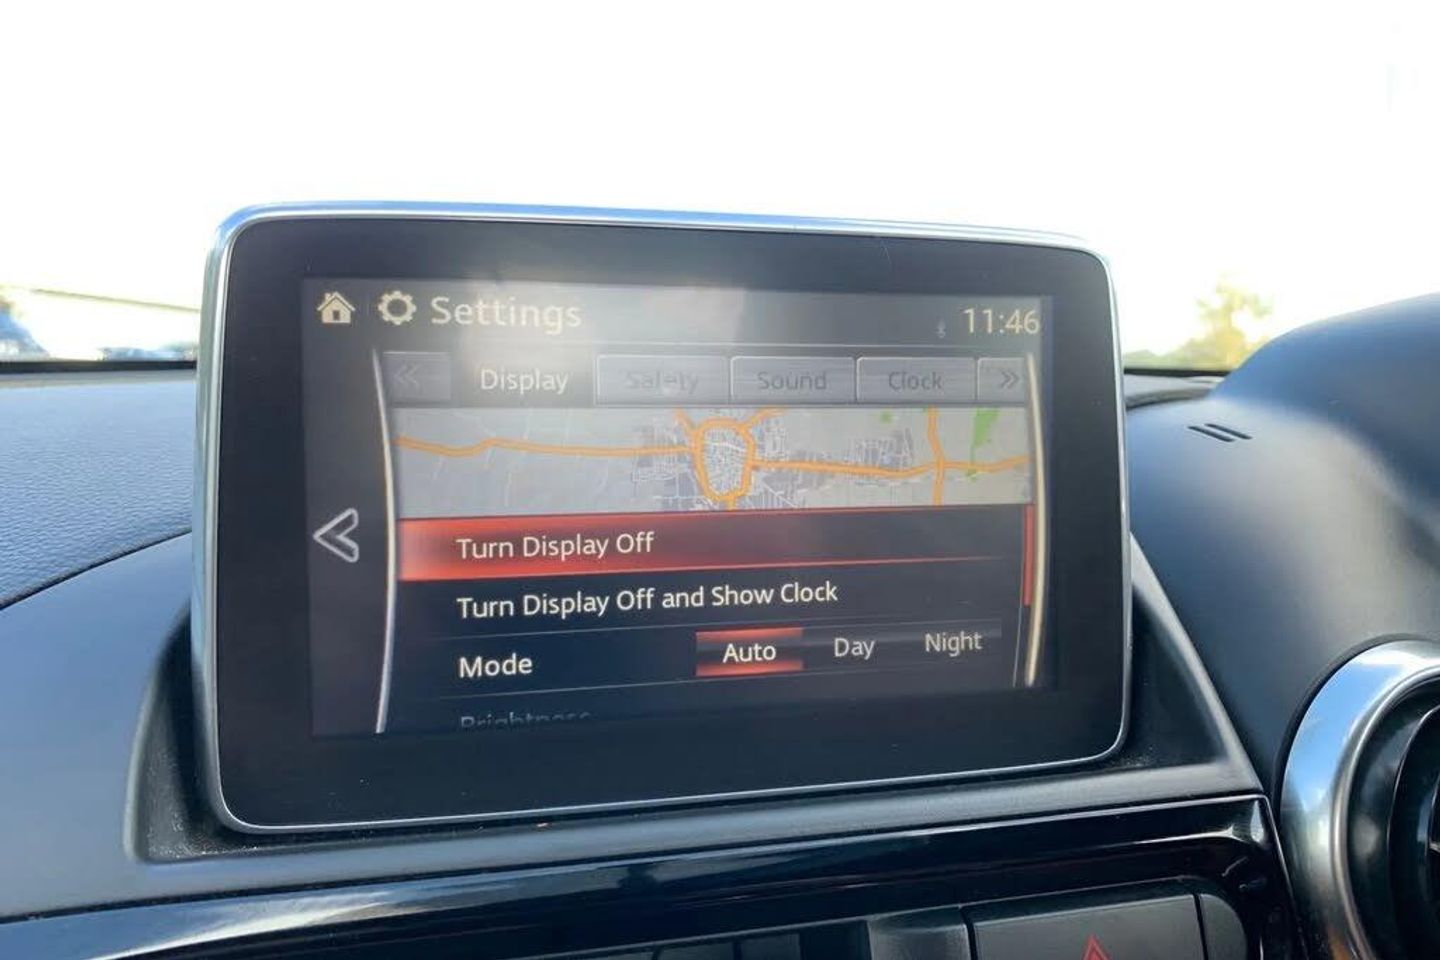 Settings 11:46
Display Safety Sound Clock
Turn Display Off
Turn Display Off and Show Clock
Mode Auto Day Night
Brightness